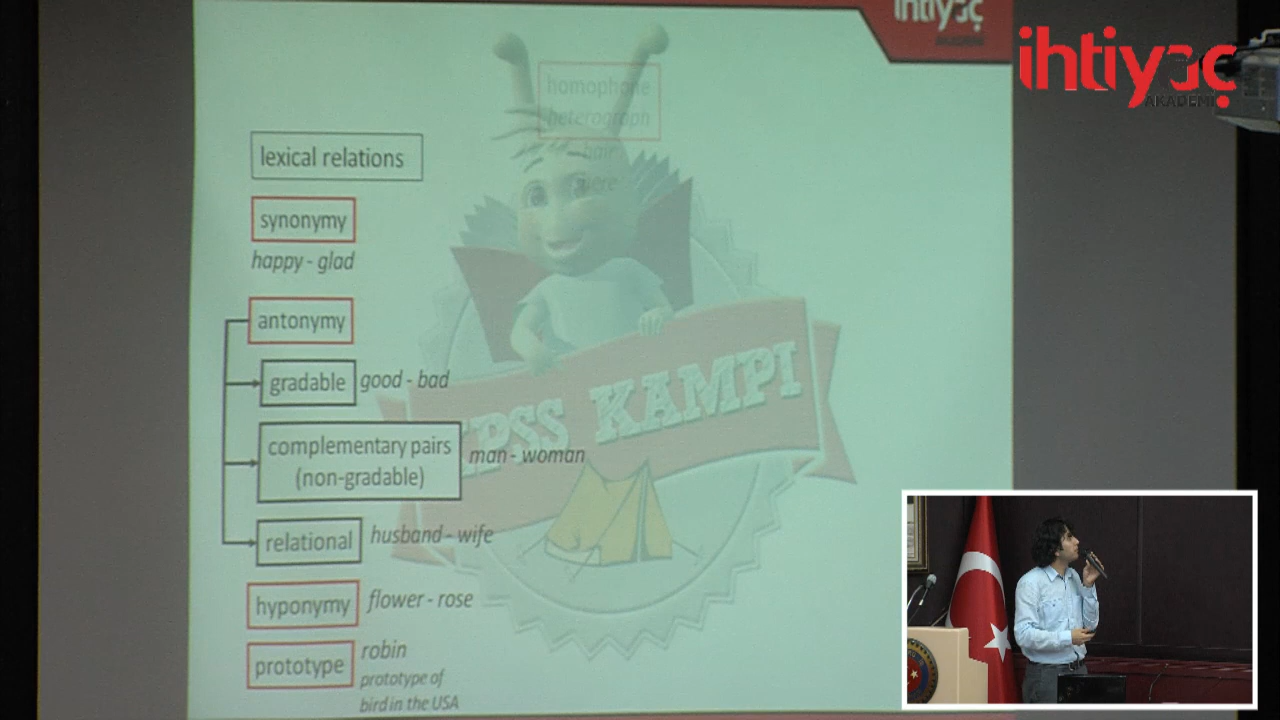 ihtiyaç
ihtiyaç
AKADEMİ
homophone
heterograph
lexical relations
synonymy
happy - glad
antonymy
gradable good - bad
complementary pairs
(non-gradable)
man - woman
relational husband - wife
hyponymy flower - rose
prototype robin
prototype of
bird in the USA
KPSS KAMPI